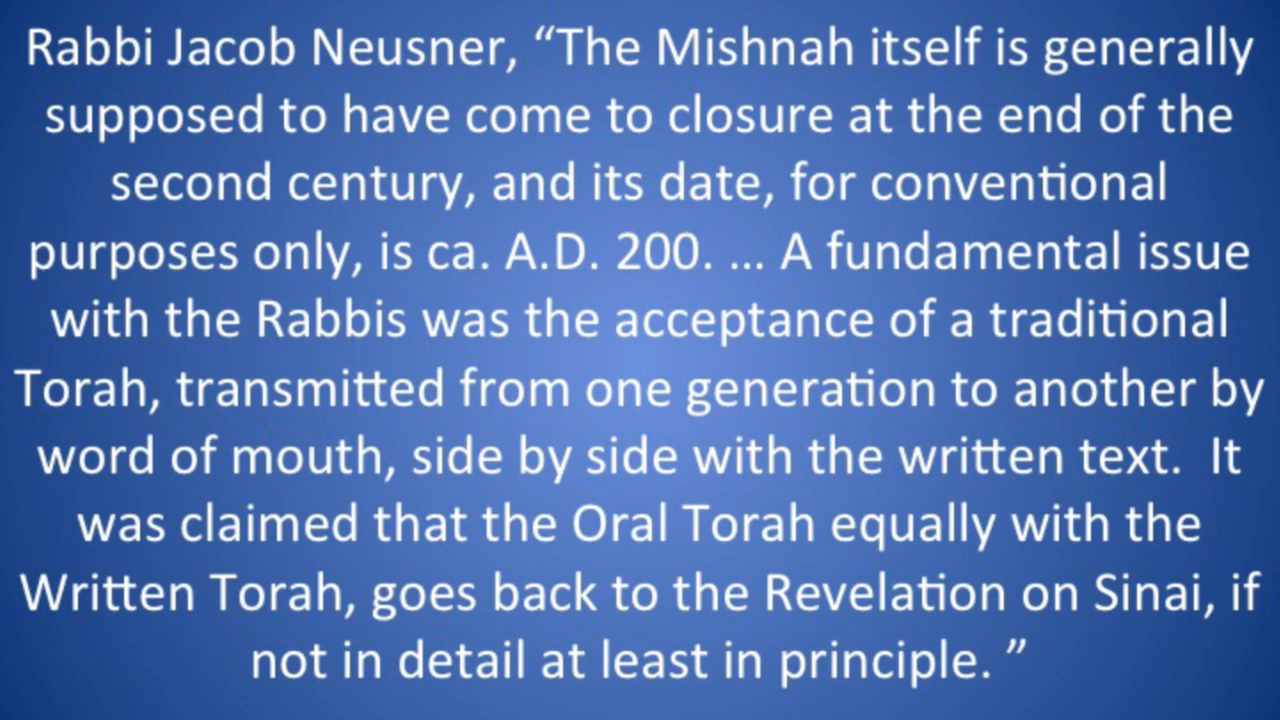 Rabbi Jacob Neusner, “The Mishnah itself is generally
supposed to have come to closure at the end of the
second century, and its date, for conventional
purposes only, is ca. A.D. 200. … A fundamental issue
with the Rabbis was the acceptance of a traditional
Torah, transmitted from one generation to another by
word of mouth, side by side with the written text.  It
was claimed that the Oral Torah equally with the
Written Torah, goes back to the Revelation on Sinai, if
not in detail at least in principle. ”